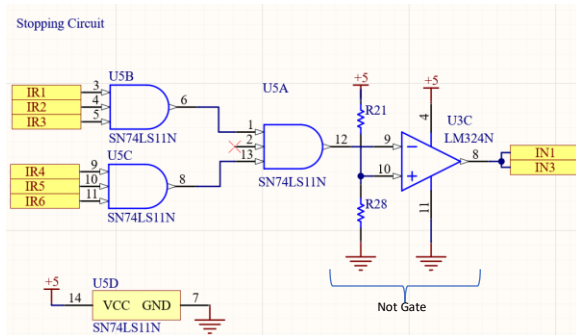 Stopping Circuit
U5B
IR1
3
IR2
4
IR3
5
6
SN74LS11N
U5C
IR4
9
IR5
10
IR6
11
8
SN74LS11N
U5A
1
2
13
12
SN74LS11N
+5
R21
R28
+5
4
U3C
LM324N
9
10
8
11
IN1
IN3
Not Gate
+5
14
U5D
VCC GND
7
SN74LS11N